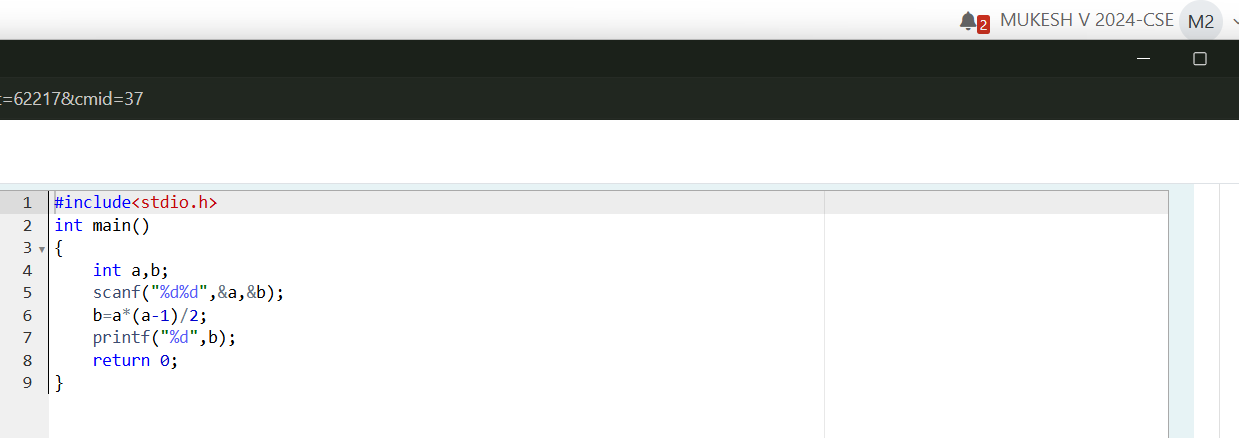 2 MUKESH V 2024-CSE M2
=62217&cmid=37
1 #include<stdio.h>
2 int main()
3 {
4 int a,b;
5 scanf("%d%d",&a,&b);
6 b=a*(a-1)/2;
7 printf("%d",b);
8 return 0;
9 }